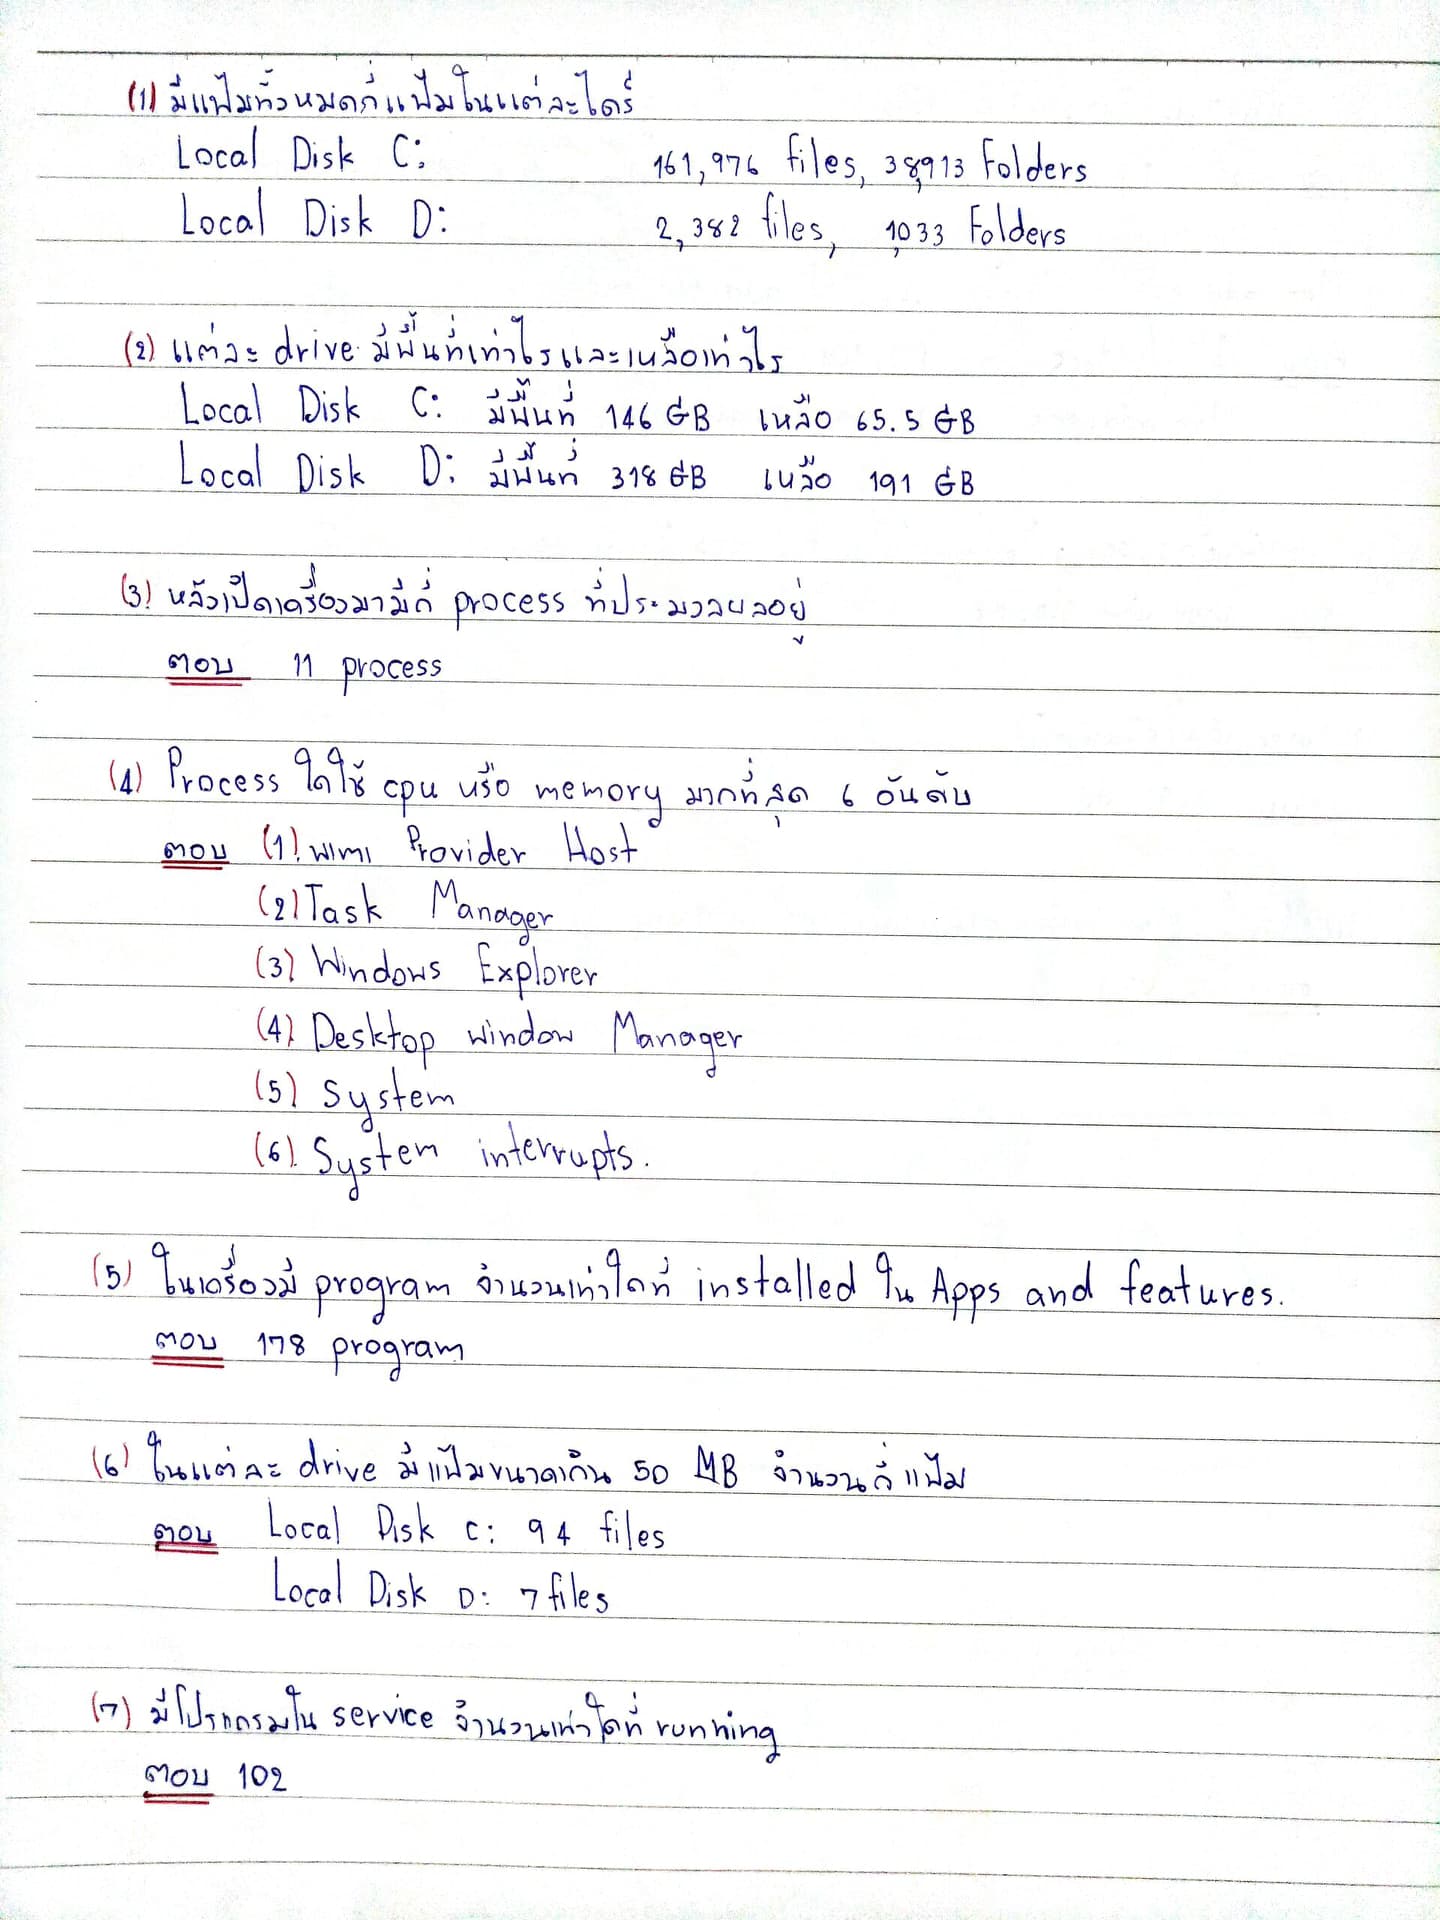 (1) มีแฟ้มทั้งหมดกี่แฟ้มในแต่ละไดร์
Local Disk C: 161,976 files, 38,913 Folders
Local Disk D: 2,382 files, 1,033 Folders
(2) แต่ละ drive มีพื้นที่เท่าไรและเหลือเท่าไร
Local Disk C: มีพื้นที่ 146 GB เหลือ 65.5 GB
Local Disk D: มีพื้นที่ 318 GB เหลือ 191 GB
(3) หลังเปิดเครื่องมามีกี่ process ที่ประมวลผลอยู่
ตอบ 11 process
(4) Process ใดใช้ cpu หรือ memory มากที่สุด 6 อันดับ
ตอบ (1) WMI Provider Host
(2) Task Manager
(3) Windows Explorer
(4) Desktop window Manager
(5) System
(6) System interrupts.
(5) ในเครื่องมี program จำนวนเท่าใดที่ installed ใน Apps and features.
ตอบ 178 program
(6) ในแต่ละ drive มีแฟ้มขนาดเกิน 50 MB จำนวนกี่แฟ้ม
ตอบ Local Disk C: 94 files
Local Disk D: 7 files
(7) มีโปรแกรมใน service จำนวนเท่าใดที่ running
ตอบ 102